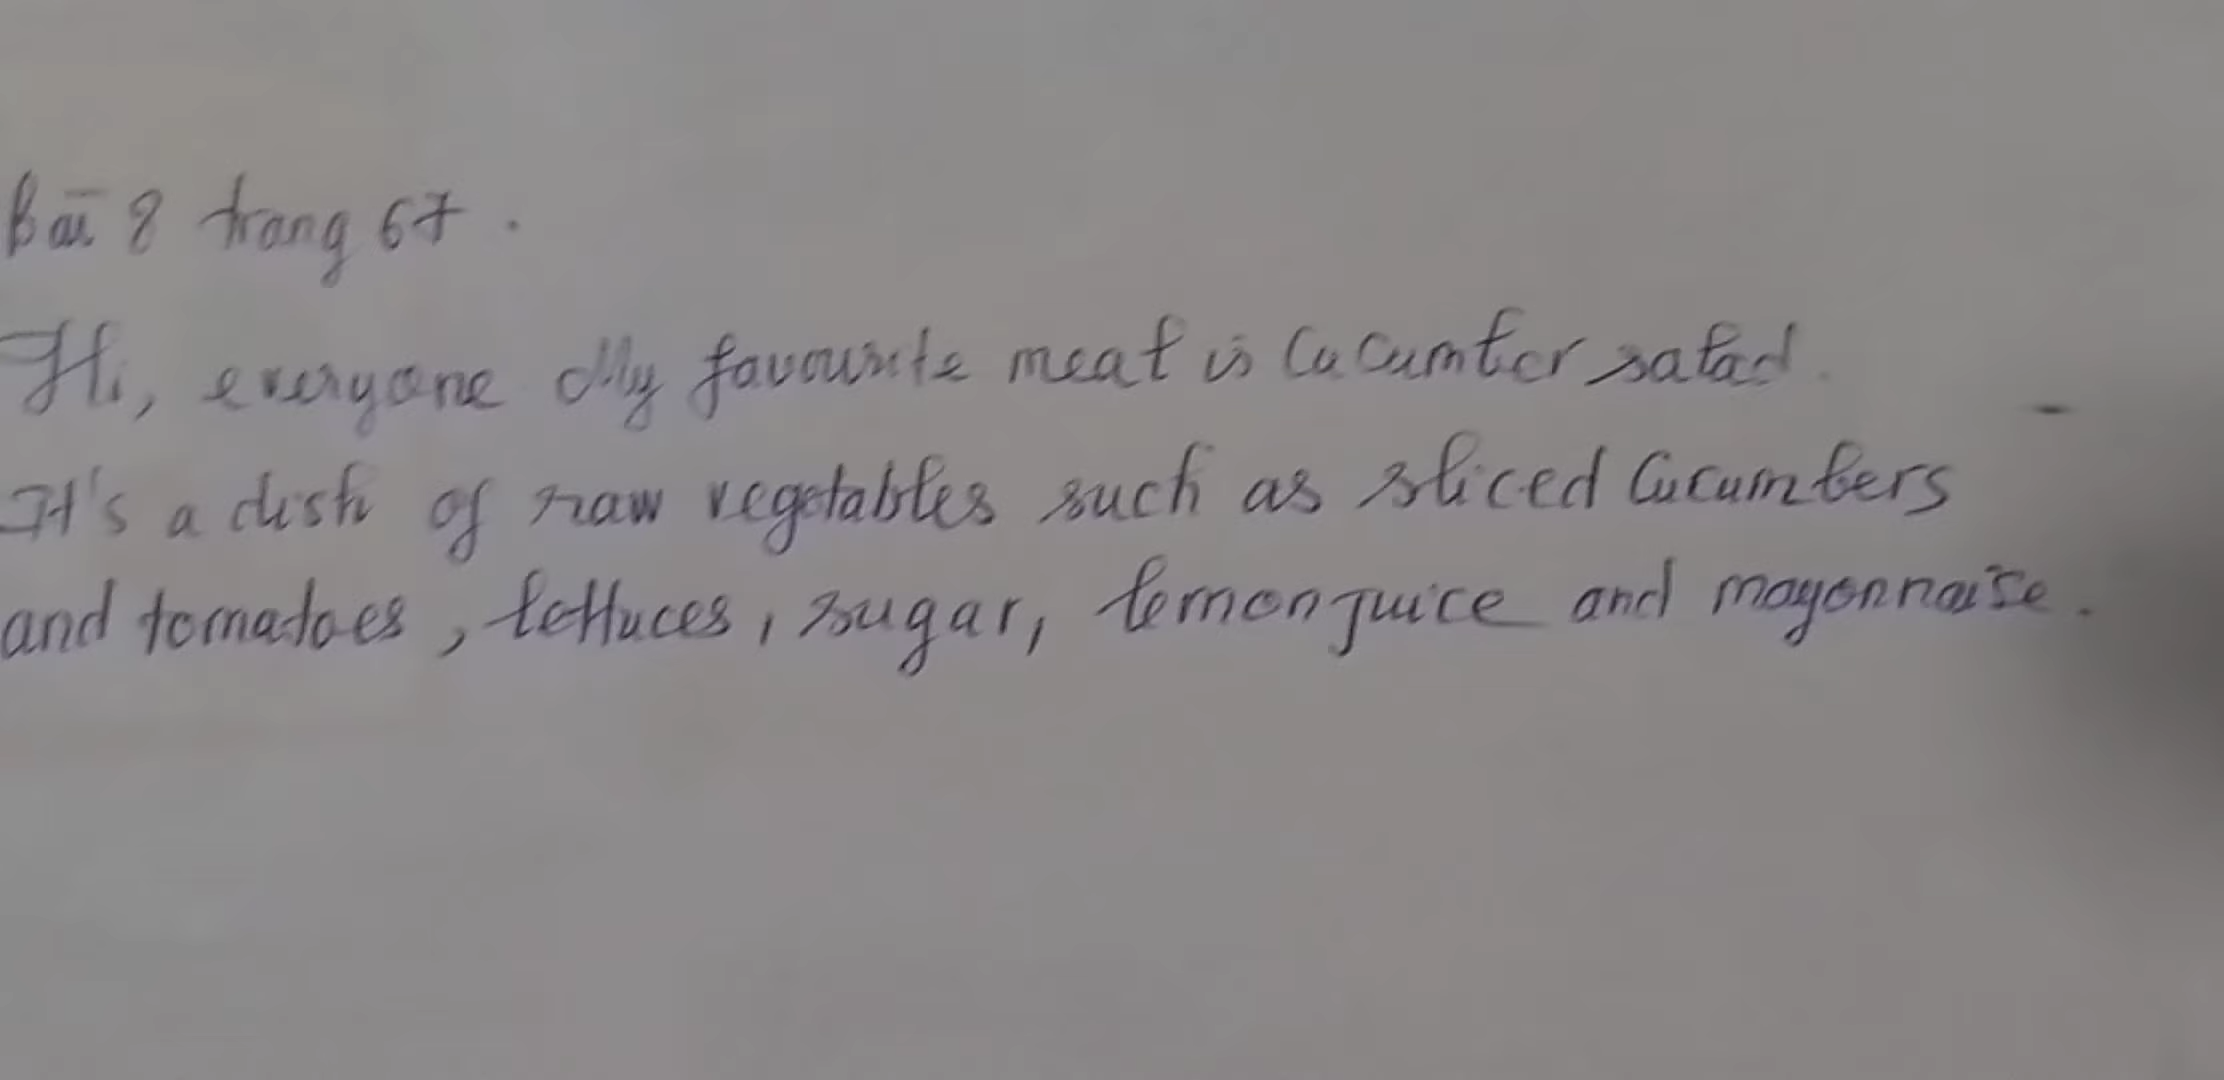 Bài 8 trang 67.
Hi, everyone My favourite meat is Cucumber salad.
It's a dish of raw vegetables such as sliced Cucumbers
and tomatoes, lettuces, sugar, lemon juice and mayonnaise.